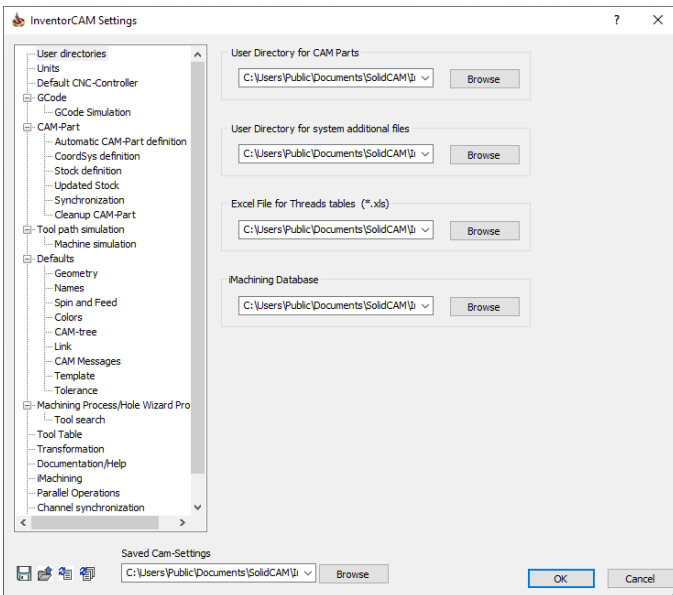 InventorCAM Settings
User directories
Units
Default CNC-Controller
GCode
GCode Simulation
CAM-Part
Automatic CAM-Part definition
CoordSys definition
Stock definition
Updated Stock
Synchronization
Cleanup CAM-Part
Tool path simulation
Machine simulation
Defaults
Geometry
Names
Spin and Feed
Colors
CAM-tree
Link
CAM Messages
Template
Tolerance
Machining Process/Hole Wizard Pro
Tool search
Tool Table
Transformation
Documentation/Help
iMachining
Parallel Operations
Channel synchronization
User Directory for CAM Parts
C:\Users\Public\Documents\SolidCAM\I
Browse
User Directory for system additional files
C:\Users\Public\Documents\SolidCAM\I
Browse
Excel File for Threads tables (*.xls)
C:\Users\Public\Documents\SolidCAM\I
Browse
iMachining Database
C:\Users\Public\Documents\SolidCAM\I
Browse
Saved Cam-Settings
C:\Users\Public\Documents\SolidCAM\I
Browse
OK
Cancel